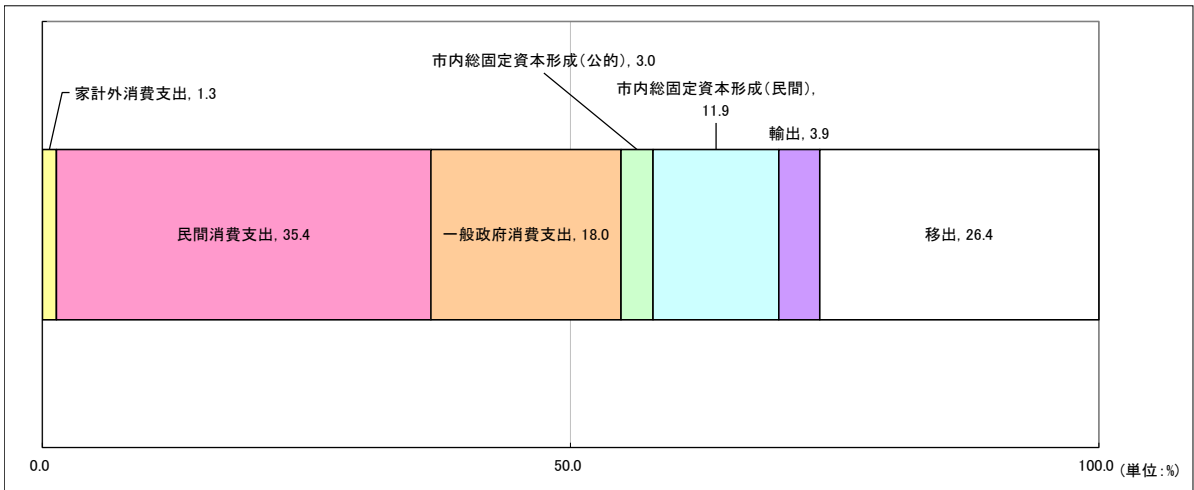 市内総固定資本形成(公的), 3.0
家計外消費支出, 1.3
市内総固定資本形成(民間),
11.9
輸出, 3.9
民間消費支出, 35.4
一般政府消費支出, 18.0
移出, 26.4
0.0
50.0
100.0
(単位:%)